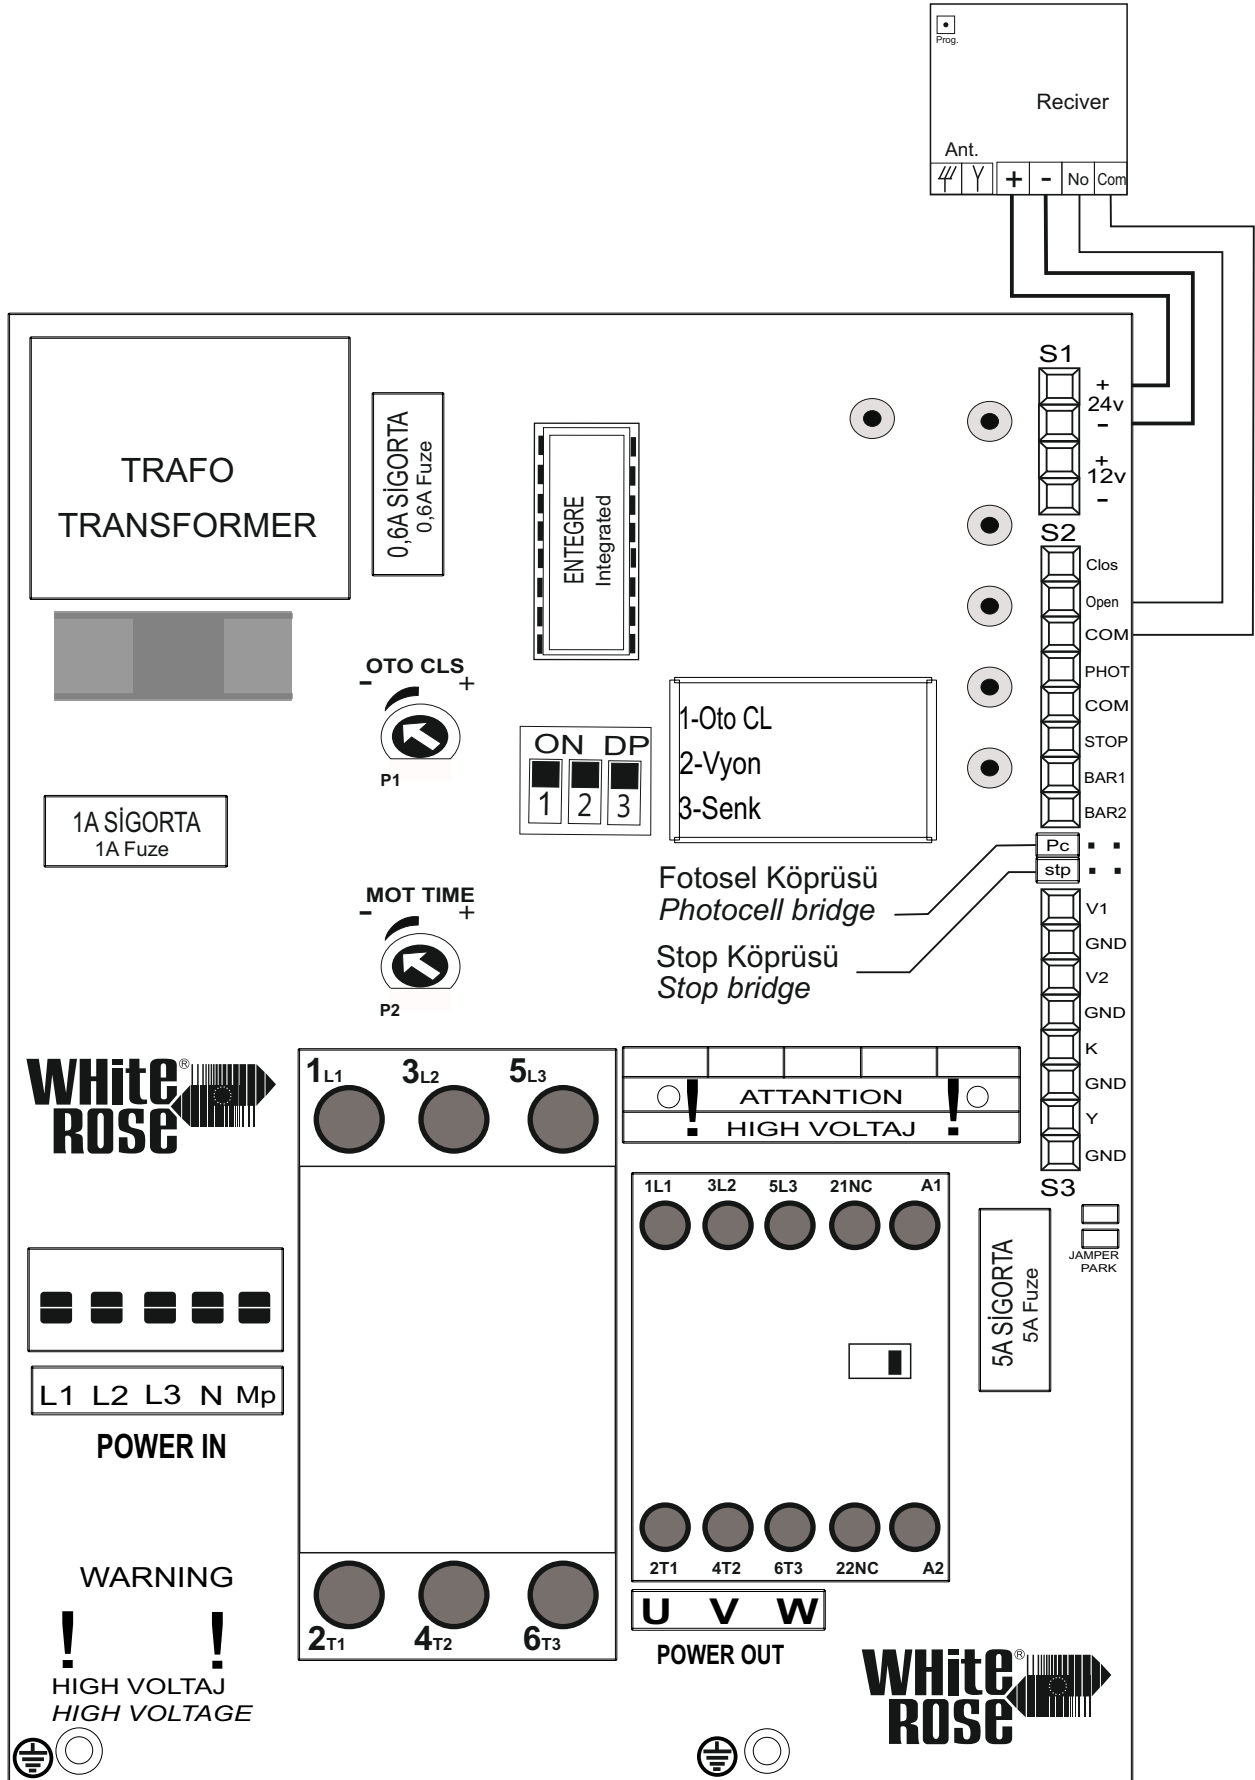 Prog.
Reciver
Ant.
+ - No Com
S1
+
24v
-
+
12v
-
TRAFO
TRANSFORMER
0,6A SİGORTA
0,6A Fuze
ENTEGRE
Integrated
S2
Clos
Open
COM
PHOT
COM
STOP
BAR1
BAR2
OTO CLS
- +
P1
ON DP
1 2 3
1-Oto CL
2-Vyon
3-Senk
1A SİGORTA
1A Fuze
Pc
stp
Fotosel Köprüsü
Photocell bridge
Stop Köprüsü
Stop bridge
MOT TIME
- +
P2
V1
GND
V2
GND
K
GND
Y
GND
S3
WHitE®
ROSE
1L1 3L2 5L3
! ATTANTION !
HIGH VOLTAJ
1L1 3L2 5L3 21NC A1
5A SİGORTA
5A Fuze
JAMPER
PARK
L1 L2 L3 N Mp
POWER IN
WARNING
! !
HIGH VOLTAJ
HIGH VOLTAGE
2T1 4T2 6T3
2T1 4T2 6T3 22NC A2
U V W
POWER OUT
WHitE®
ROSE